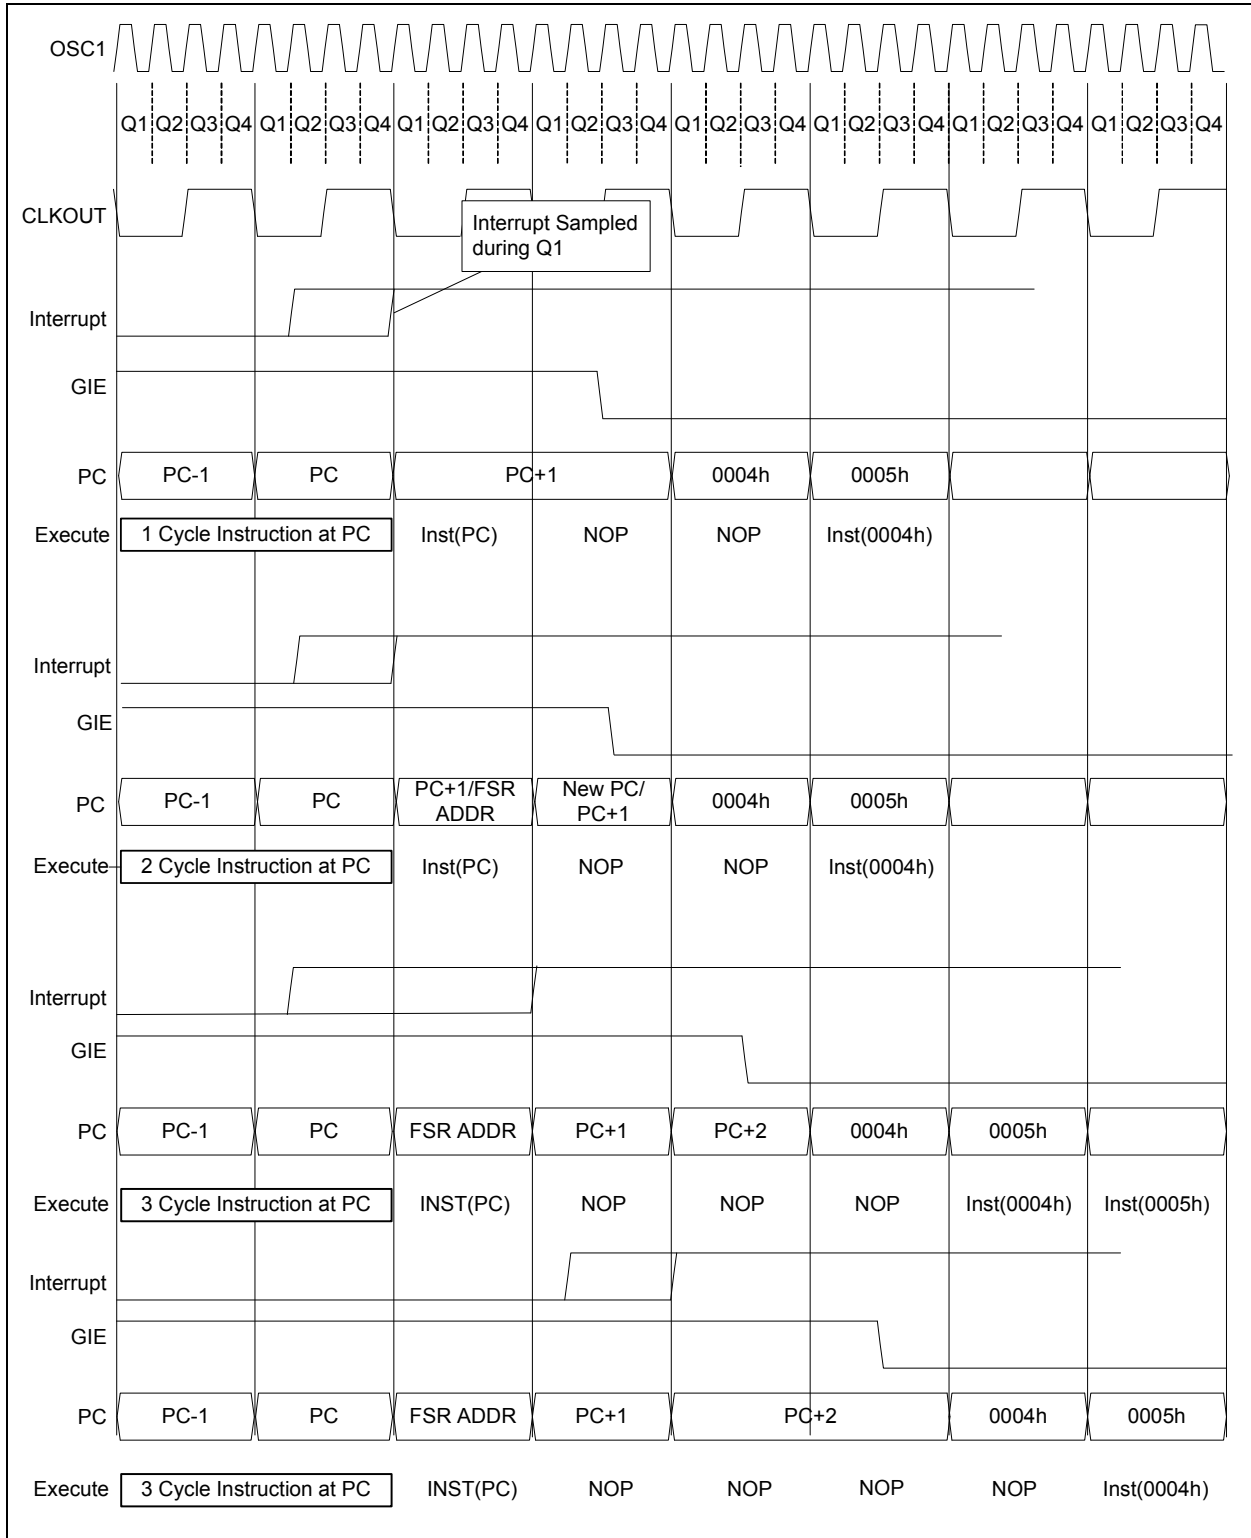 OSC1
Q1 Q2 Q3 Q4 Q1 Q2 Q3 Q4 Q1 Q2 Q3 Q4 Q1 Q2 Q3 Q4 Q1 Q2 Q3 Q4 Q1 Q2 Q3 Q4 Q1 Q2 Q3 Q4 Q1 Q2 Q3 Q4
CLKOUT
Interrupt Sampled
during Q1
Interrupt
GIE
PC PC-1 PC PC+1 0004h 0005h
Execute 1 Cycle Instruction at PC Inst(PC) NOP NOP Inst(0004h)
Interrupt
GIE
PC PC-1 PC PC+1/FSR ADDR New PC/ PC+1 0004h 0005h
Execute 2 Cycle Instruction at PC Inst(PC) NOP NOP Inst(0004h)
Interrupt
GIE
PC PC-1 PC FSR ADDR PC+1 PC+2 0004h 0005h
Execute 3 Cycle Instruction at PC INST(PC) NOP NOP NOP Inst(0004h) Inst(0005h)
Interrupt
GIE
PC PC-1 PC FSR ADDR PC+1 PC+2 0004h 0005h
Execute 3 Cycle Instruction at PC INST(PC) NOP NOP NOP NOP Inst(0004h)